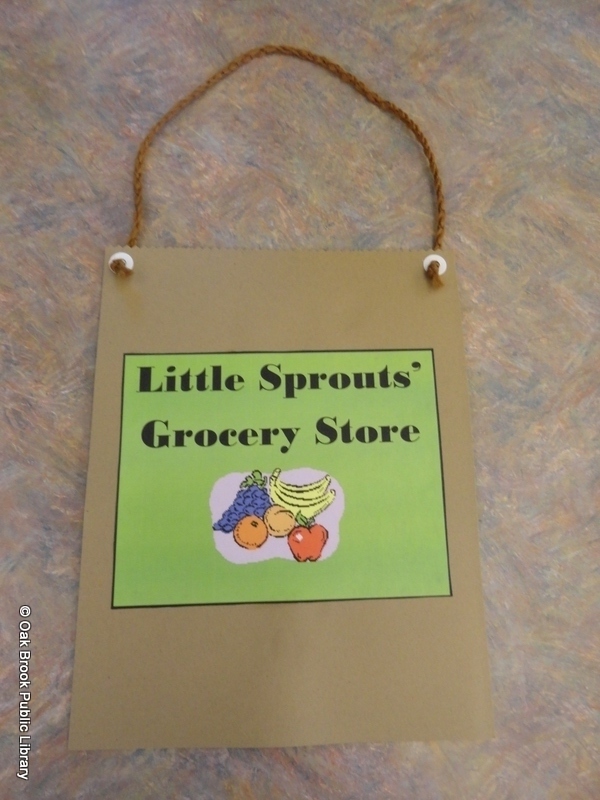 Little Sprouts'
Grocery Store
© Oak Brook Public Library